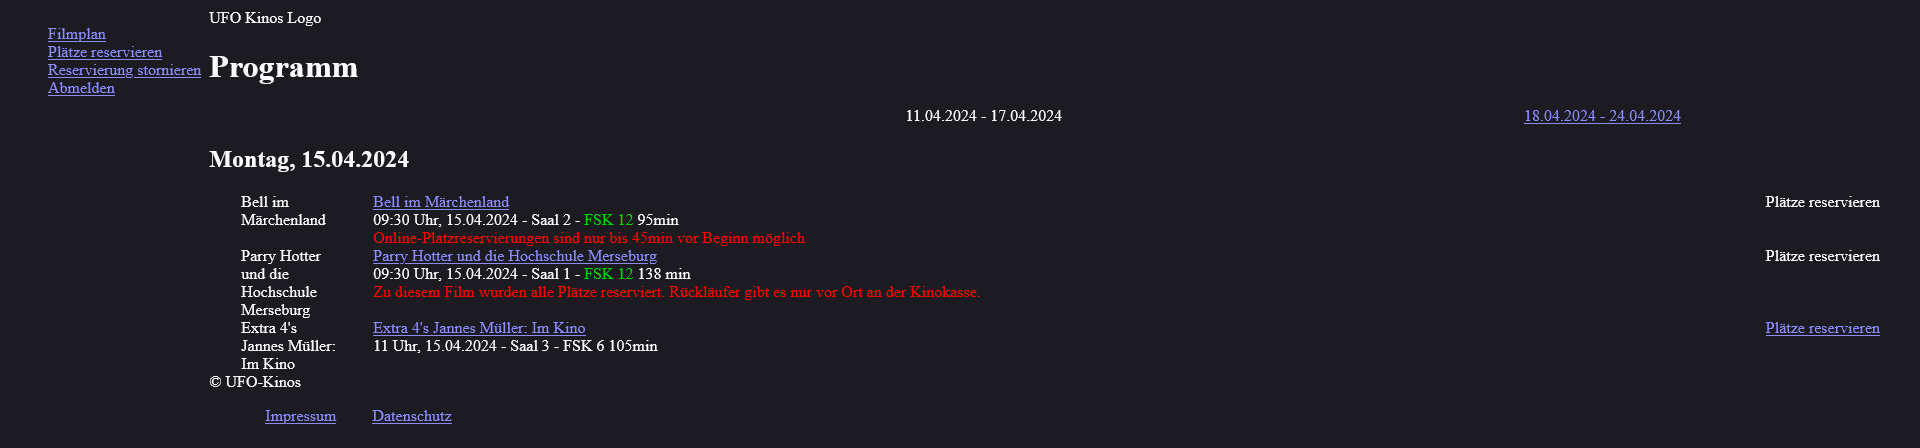 UFO Kinos Logo
Filmplan
Plätze reservieren
Reservierung stornieren
Abmelden
Programm
11.04.2024 - 17.04.2024
18.04.2024 - 24.04.2024
Montag, 15.04.2024
Bell im
Märchenland
Bell im Märchenland
09:30 Uhr, 15.04.2024 - Saal 2 - FSK 12 95min
Online-Platzreservierungen sind nur bis 45min vor Beginn möglich
Plätze reservieren
Parry Hotter
und die
Hochschule
Merseburg
Parry Hotter und die Hochschule Merseburg
09:30 Uhr, 15.04.2024 - Saal 1 - FSK 12 138 min
Zu diesem Film wurden alle Plätze reserviert. Rückläufer gibt es nur vor Ort an der Kinokasse.
Plätze reservieren
Extra 4's
Jannes Müller:
Im Kino
Extra 4's Jannes Müller: Im Kino
11 Uhr, 15.04.2024 - Saal 3 - FSK 6 105min
Plätze reservieren
© UFO-Kinos
Impressum
Datenschutz